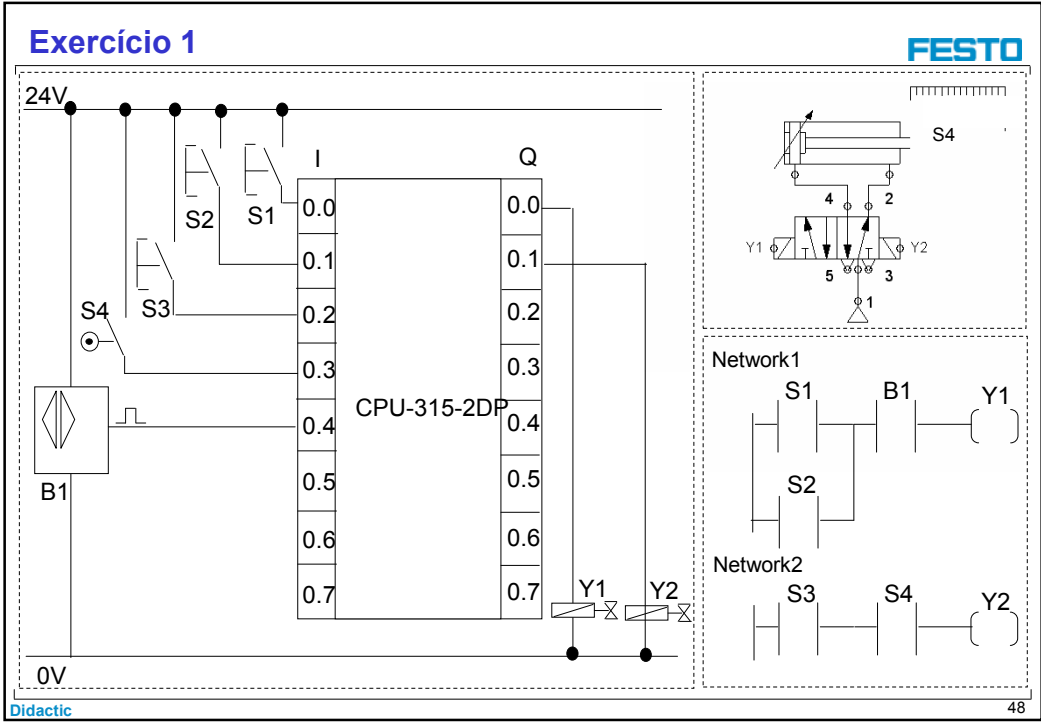 Exercício 1
FESTO
24V
I
Q
S2
S1
S3
S4
B1
0.0
0.1
0.2
0.3
0.4
0.5
0.6
0.7
CPU-315-2DP
0.0
0.1
0.2
0.3
0.4
0.5
0.6
0.7
Y1
Y2
0V
S4
4
2
Y1
Y2
5
3
1
Network1
S1
B1
Y1
S2
Network2
S3
S4
Y2
Didactic
48